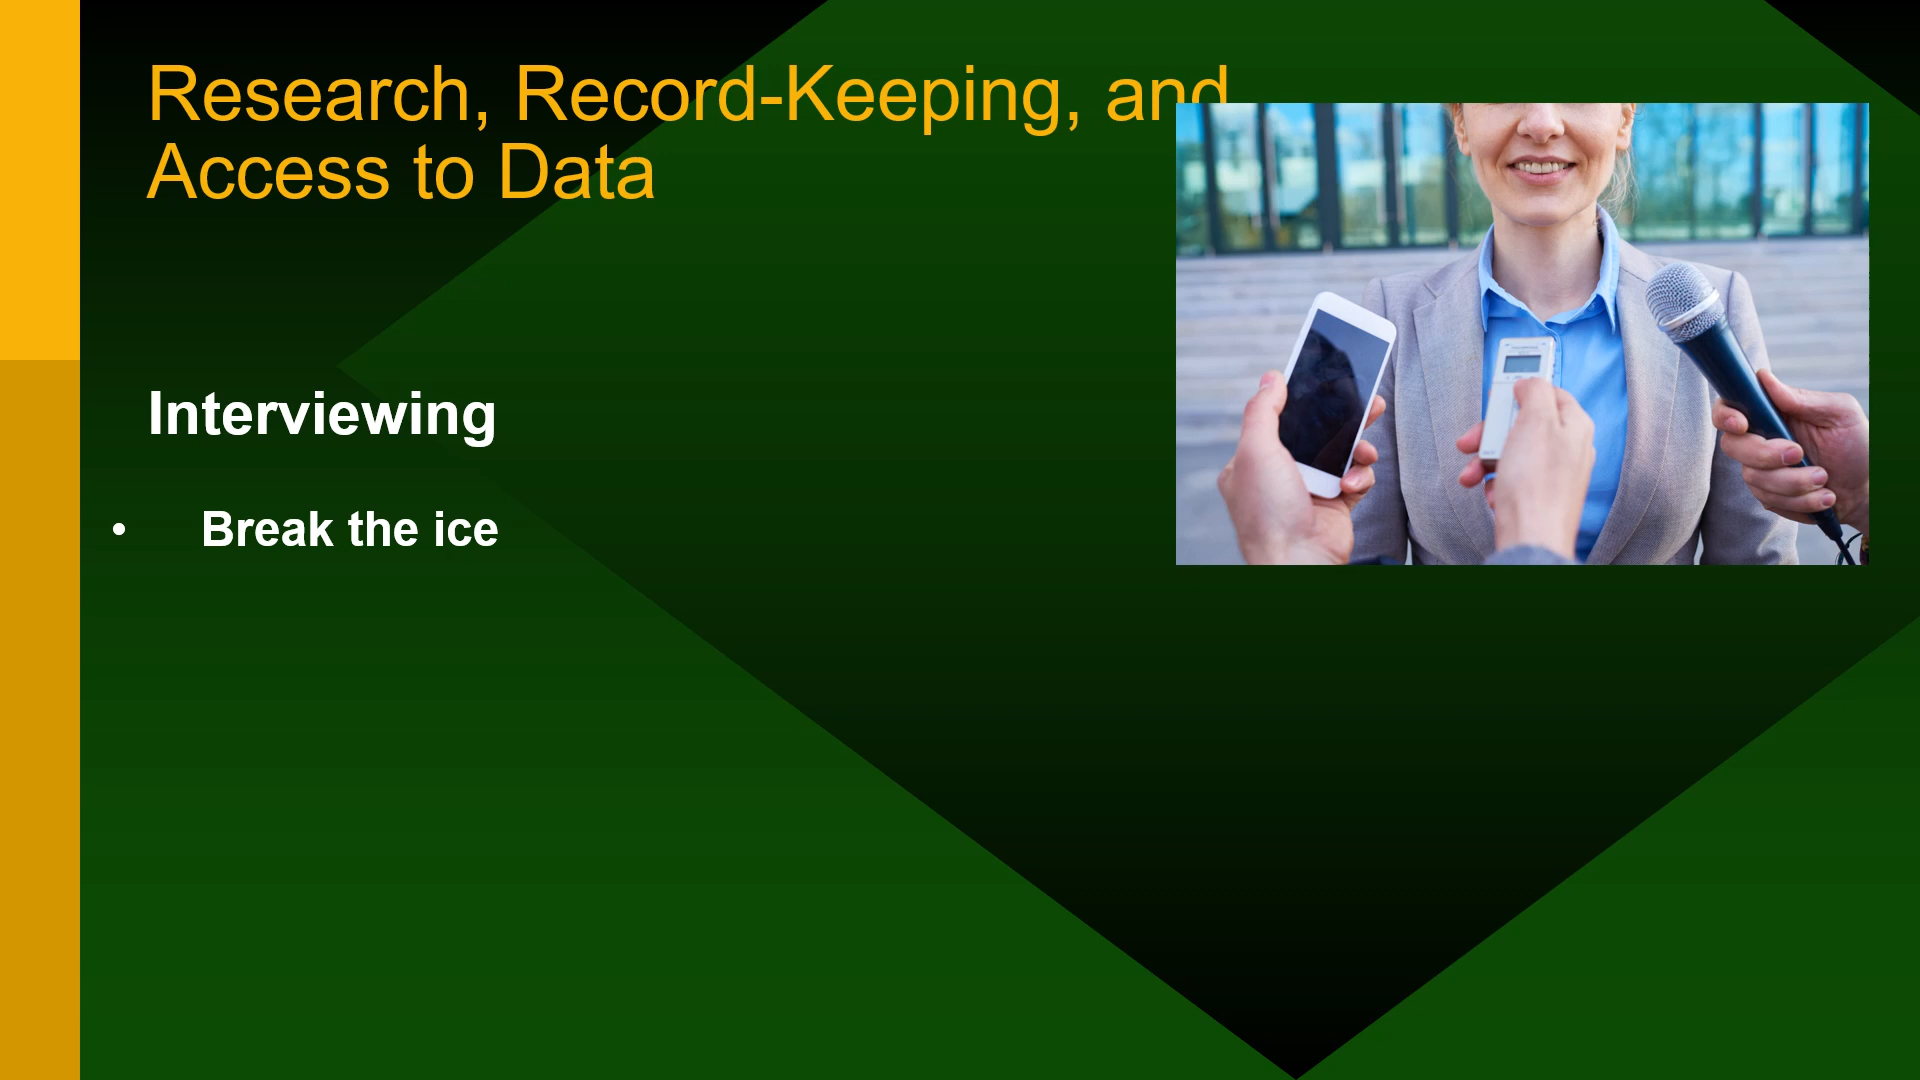 Research, Record-Keeping, and
Access to Data
Interviewing
• Break the ice